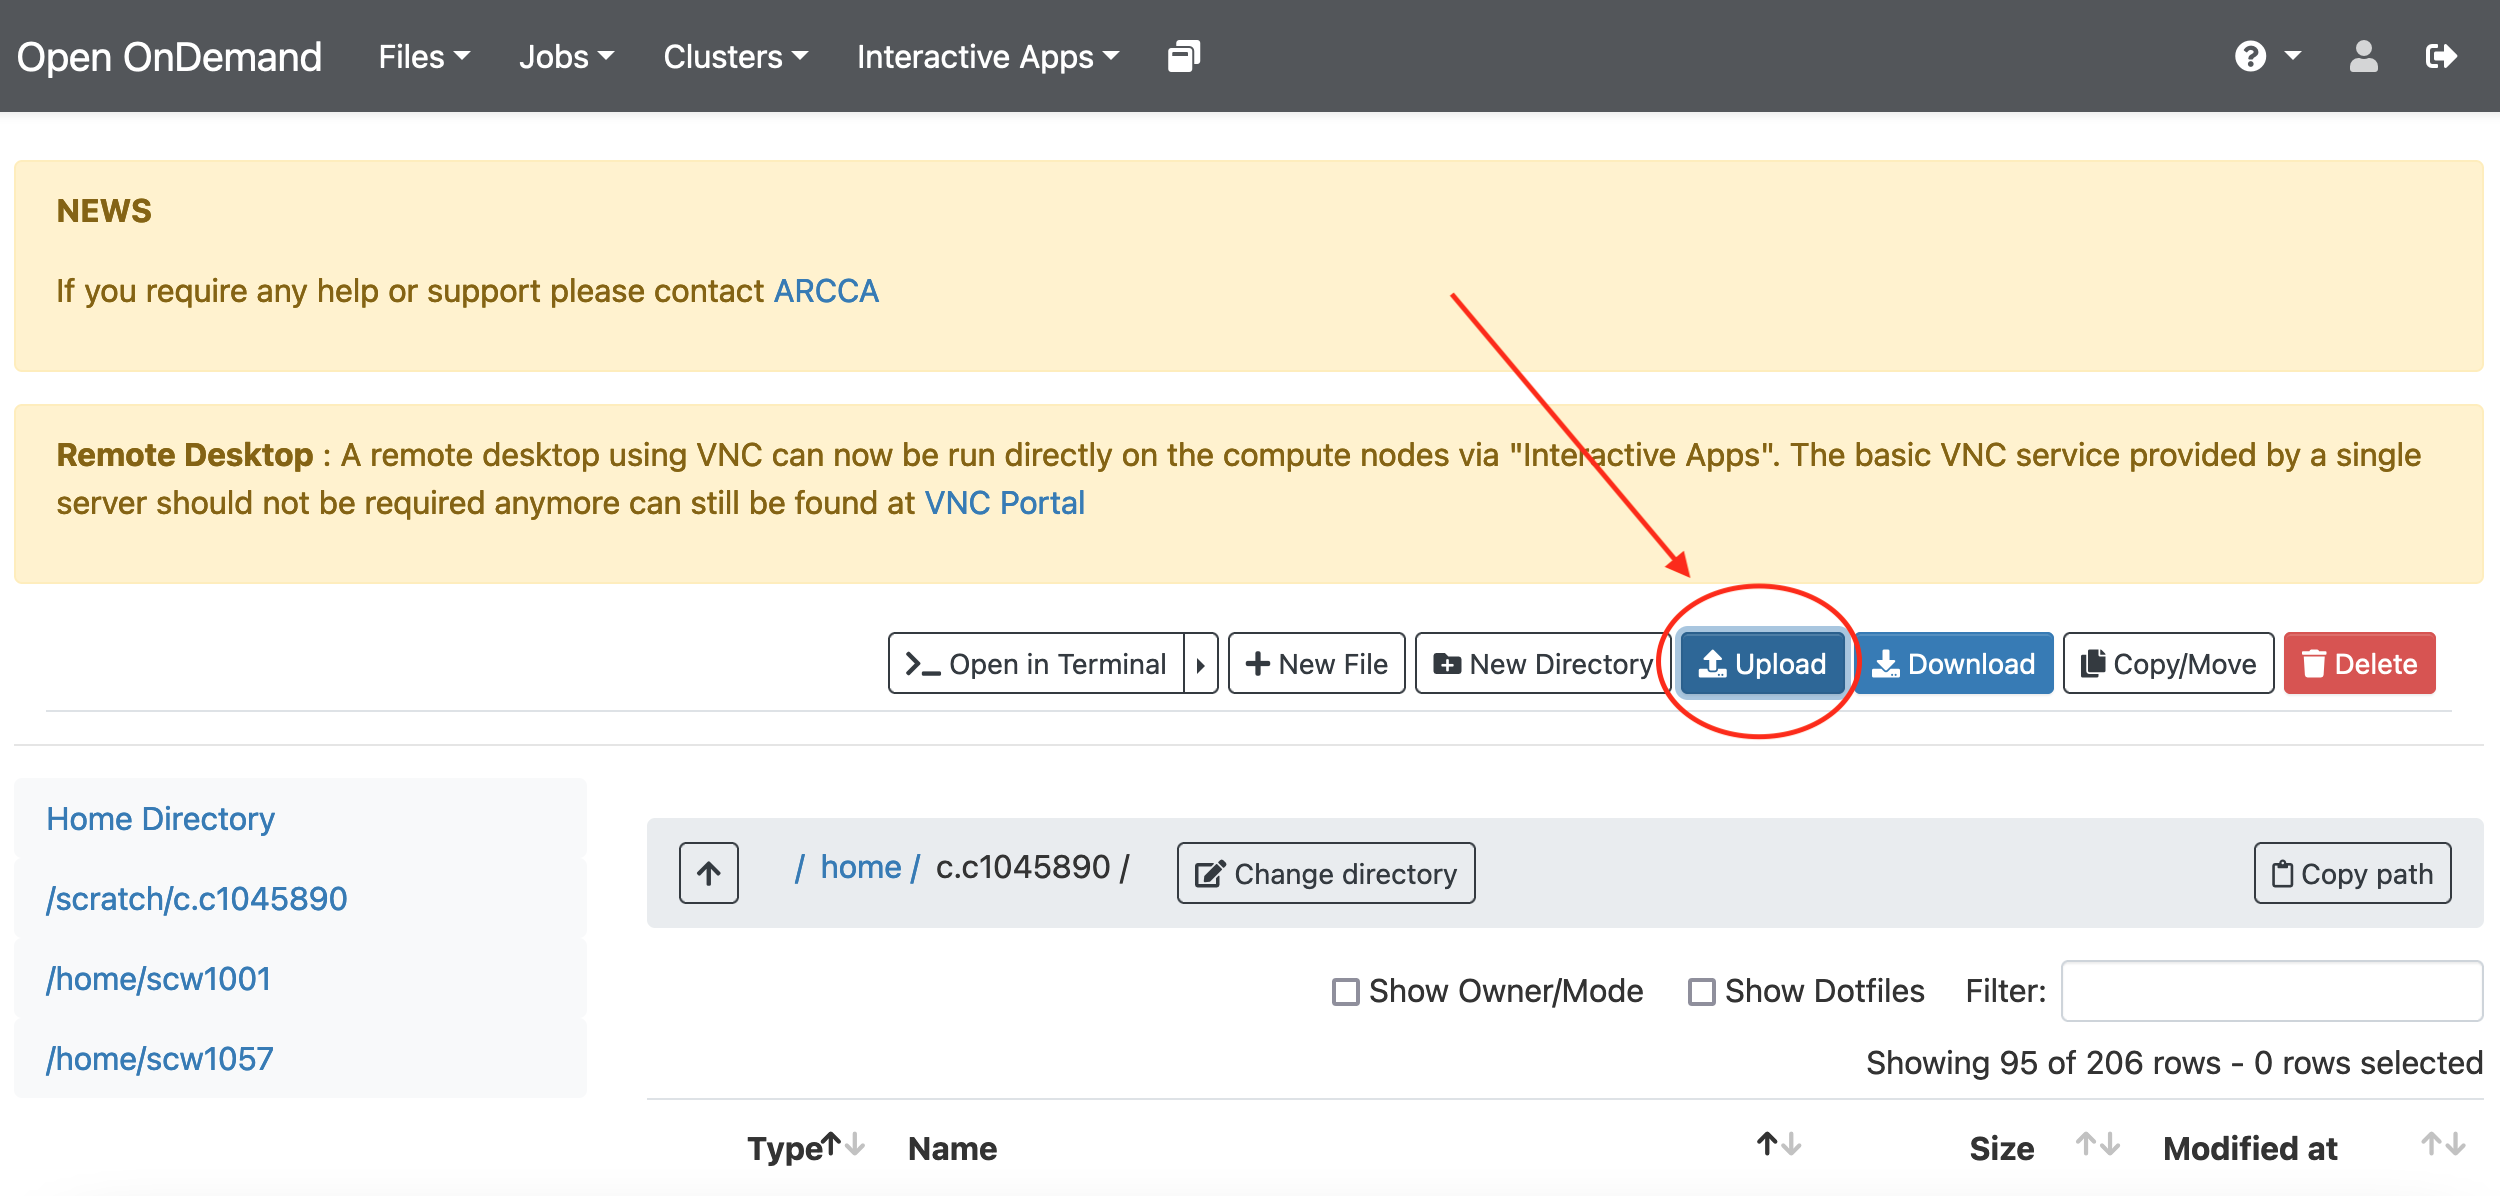 Open OnDemand Files Jobs Clusters Interactive Apps
NEWS
If you require any help or support please contact ARCCA
Remote Desktop : A remote desktop using VNC can now be run directly on the compute nodes via "Interactive Apps". The basic VNC service provided by a single
server should not be required anymore can still be found at VNC Portal
Open in Terminal New File New Directory Upload Download Copy/Move Delete
Home Directory
/scratch/c.c1045890
/home/scw1001
/home/scw1057
/ home / c.c1045890 / Change directory Copy path
Show Owner/Mode Show Dotfiles Filter:
Showing 95 of 206 rows - 0 rows selected
Type Name Size Modified at